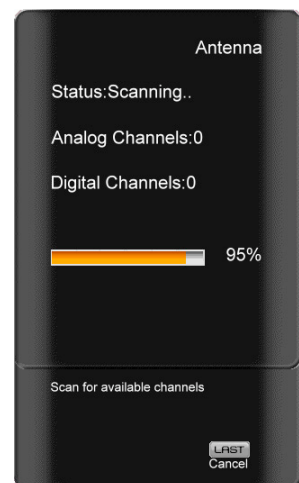 Antenna
Status:Scanning..
Analog Channels:0
Digital Channels:0
95%
Scan for available channels
LAST
Cancel